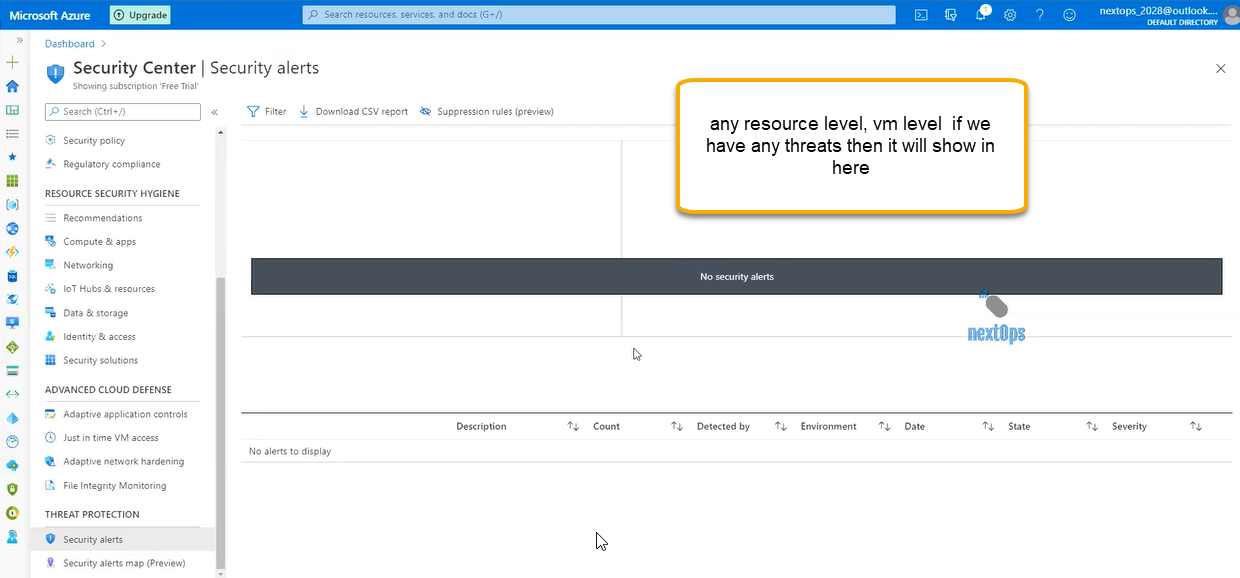 Microsoft Azure
Upgrade
Search resources, services, and docs (G+/)
1
nextops_2028@outlook....
DEFAULT DIRECTORY
»
Dashboard >
Security Center | Security alerts
Showing subscription 'Free Trial'
Search (Ctrl+/)
«
Filter
Download CSV report
Suppression rules (preview)
any resource level, vm level if we
have any threats then it will show in
here
Security policy
Regulatory compliance
RESOURCE SECURITY HYGIENE
Recommendations
Compute & apps
Networking
IoT Hubs & resources
Data & storage
Identity & access
Security solutions
ADVANCED CLOUD DEFENSE
Adaptive application controls
Just in time VM access
Adaptive network hardening
File Integrity Monitoring
THREAT PROTECTION
Security alerts
Security alerts map (Preview)
No security alerts
nextOps
Description
Count
Detected by
Environment
Date
State
Severity
No alerts to display